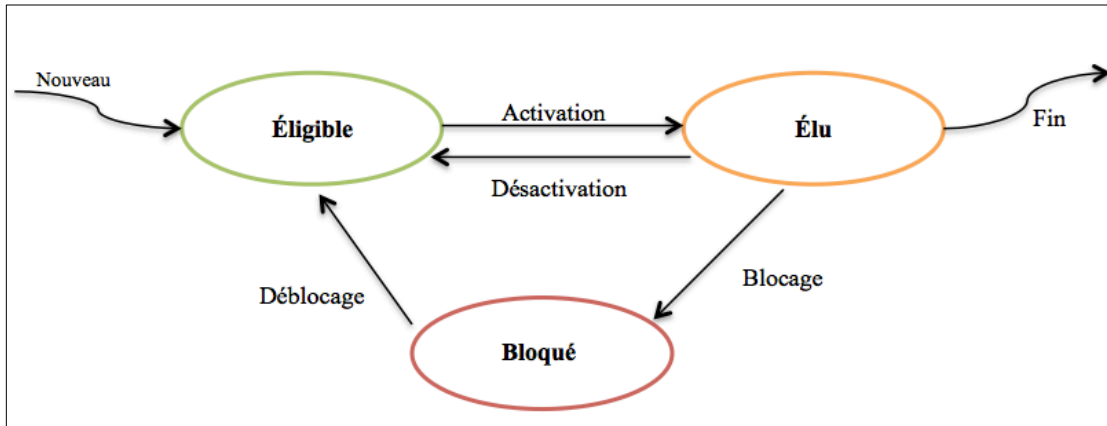 Nouveau
Éligible
Activation
Élu
Fin
Désactivation
Déblocage
Blocage
Bloqué